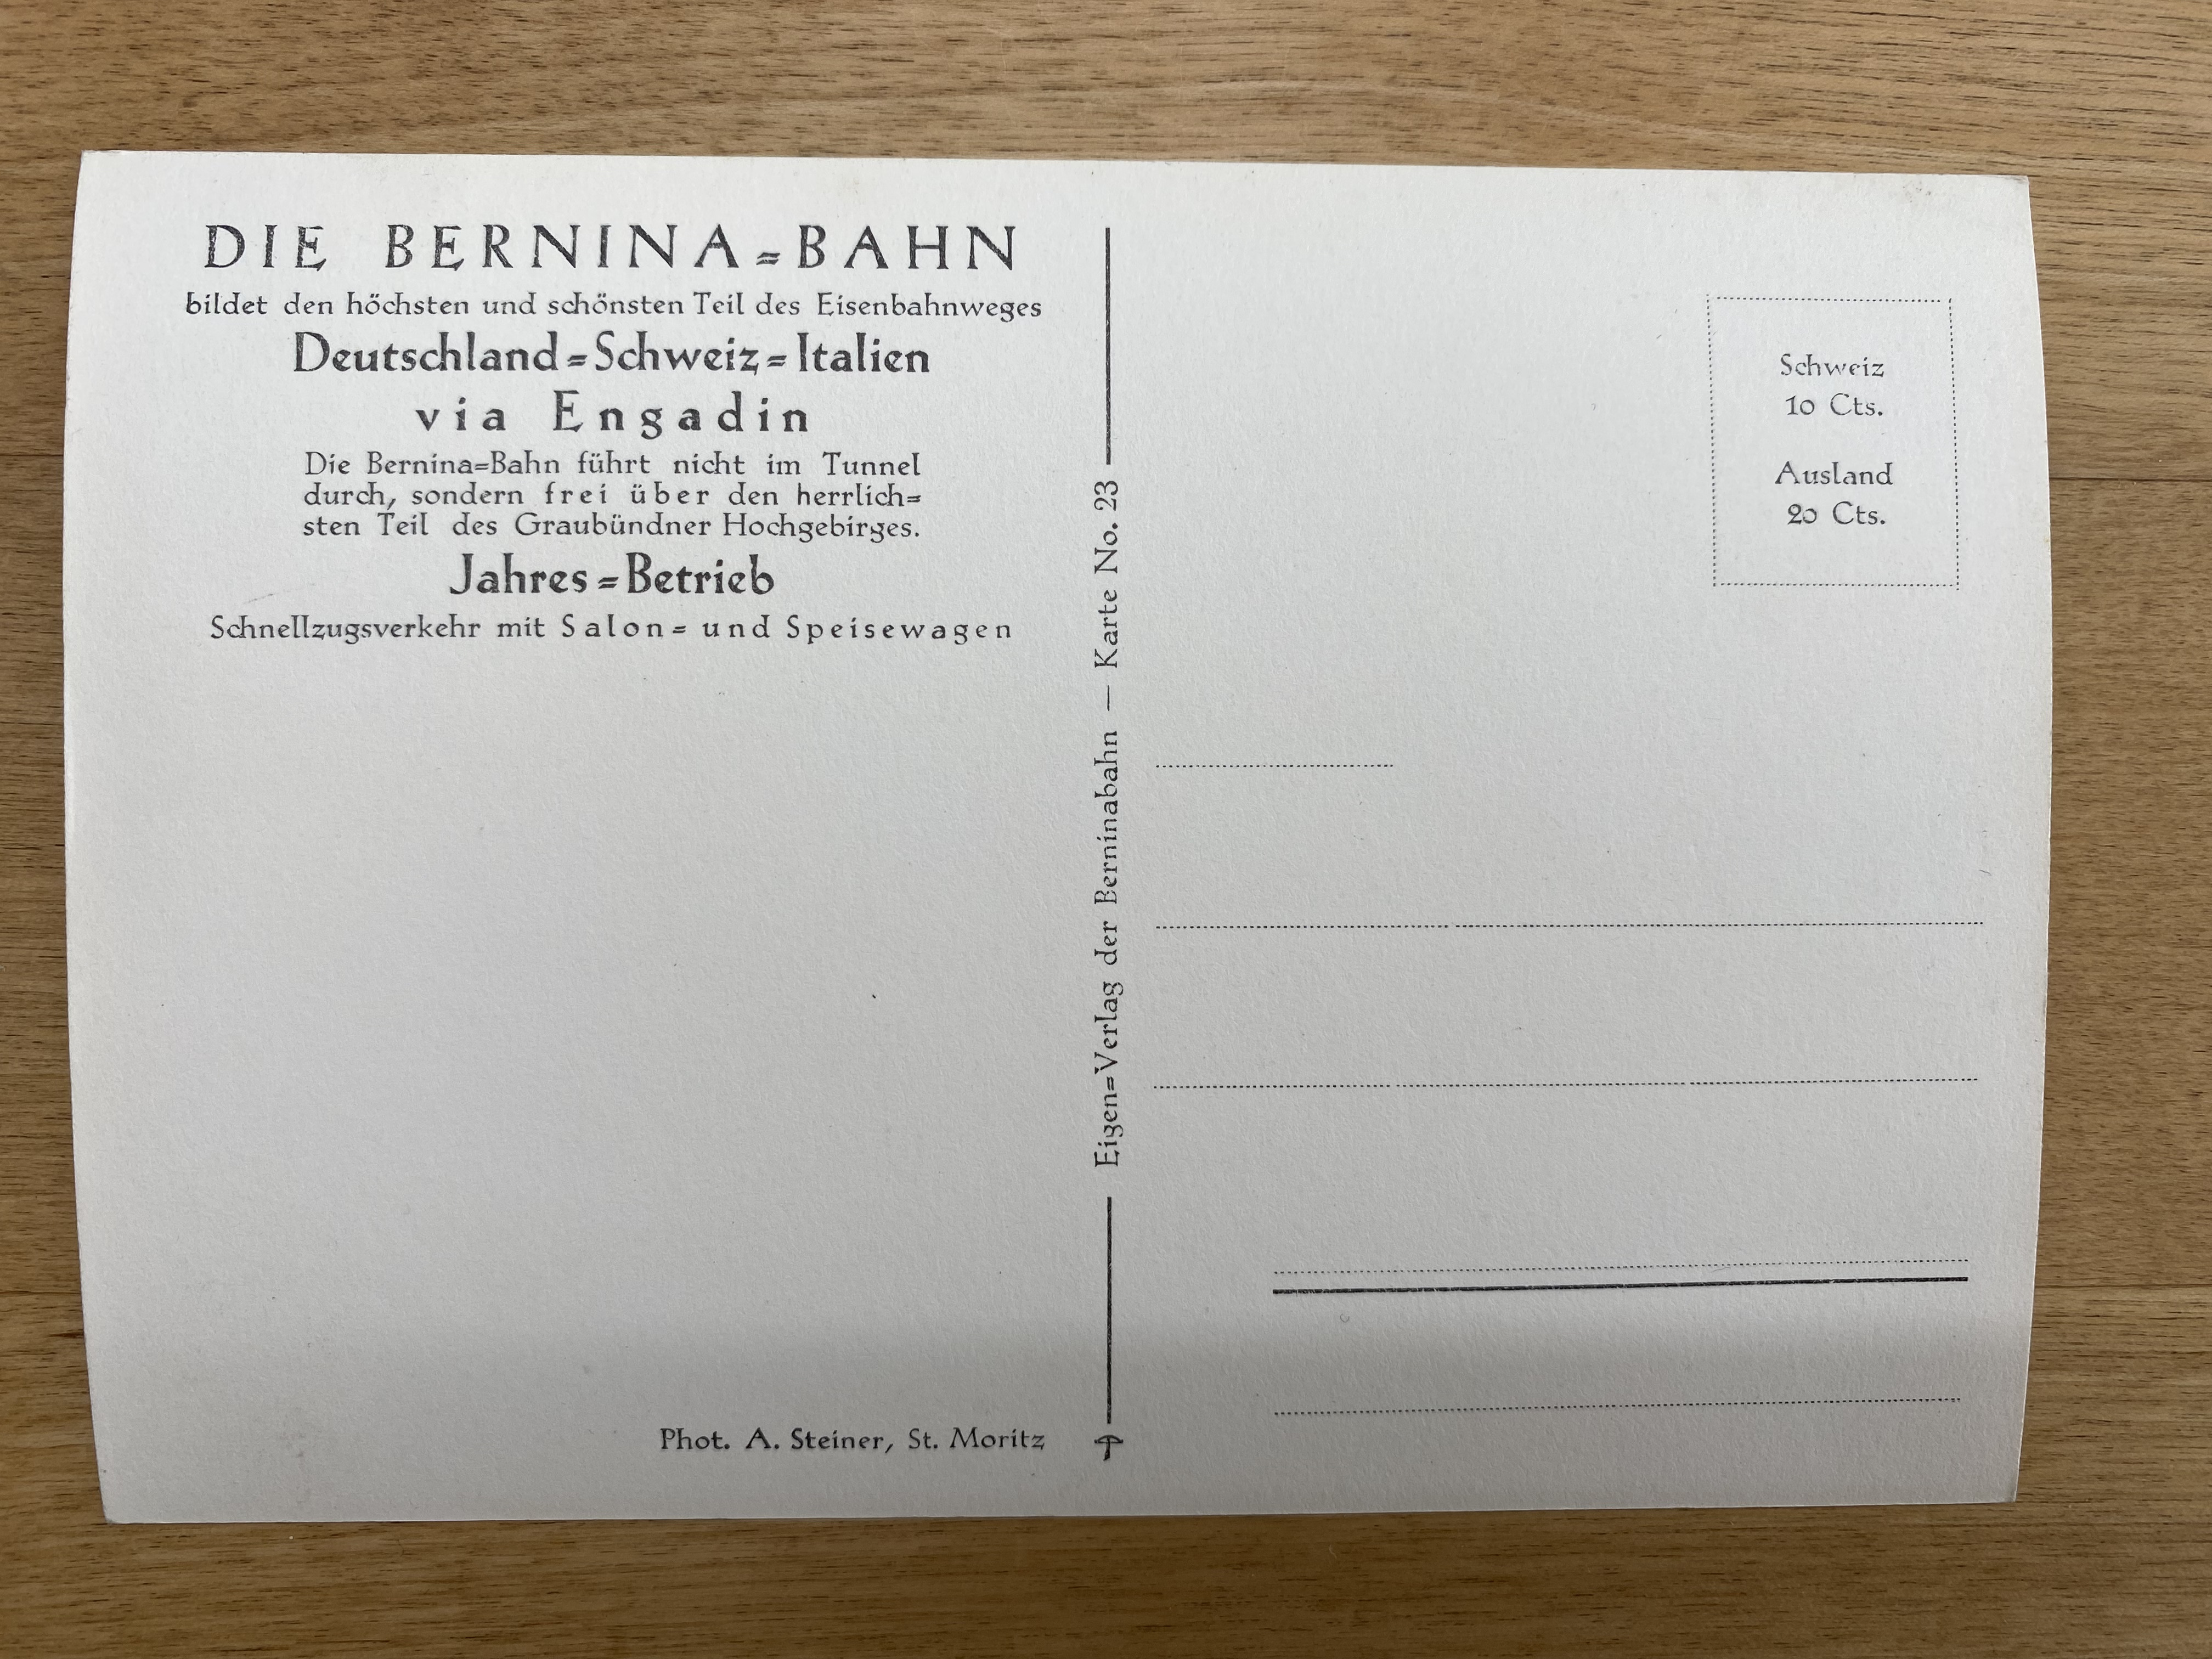 DIE BERNINA=BAHN
bildet den höchsten und schönsten Teil des Eisenbahnweges
Deutschland=Schweiz=Italien
via Engadin
Die Bernina=Bahn führt nicht im Tunnel
durch, sondern frei über den herrlich=
sten Teil des Graubündner Hochgebirges.
Jahres=Betrieb
Schnellzugsverkehr mit Salon= und Speisewagen
Phot. A. Steiner, St. Moritz
Eigen=Verlag der Berninabahn — Karte No. 23
Schweiz
10 Cts.
Ausland
20 Cts.